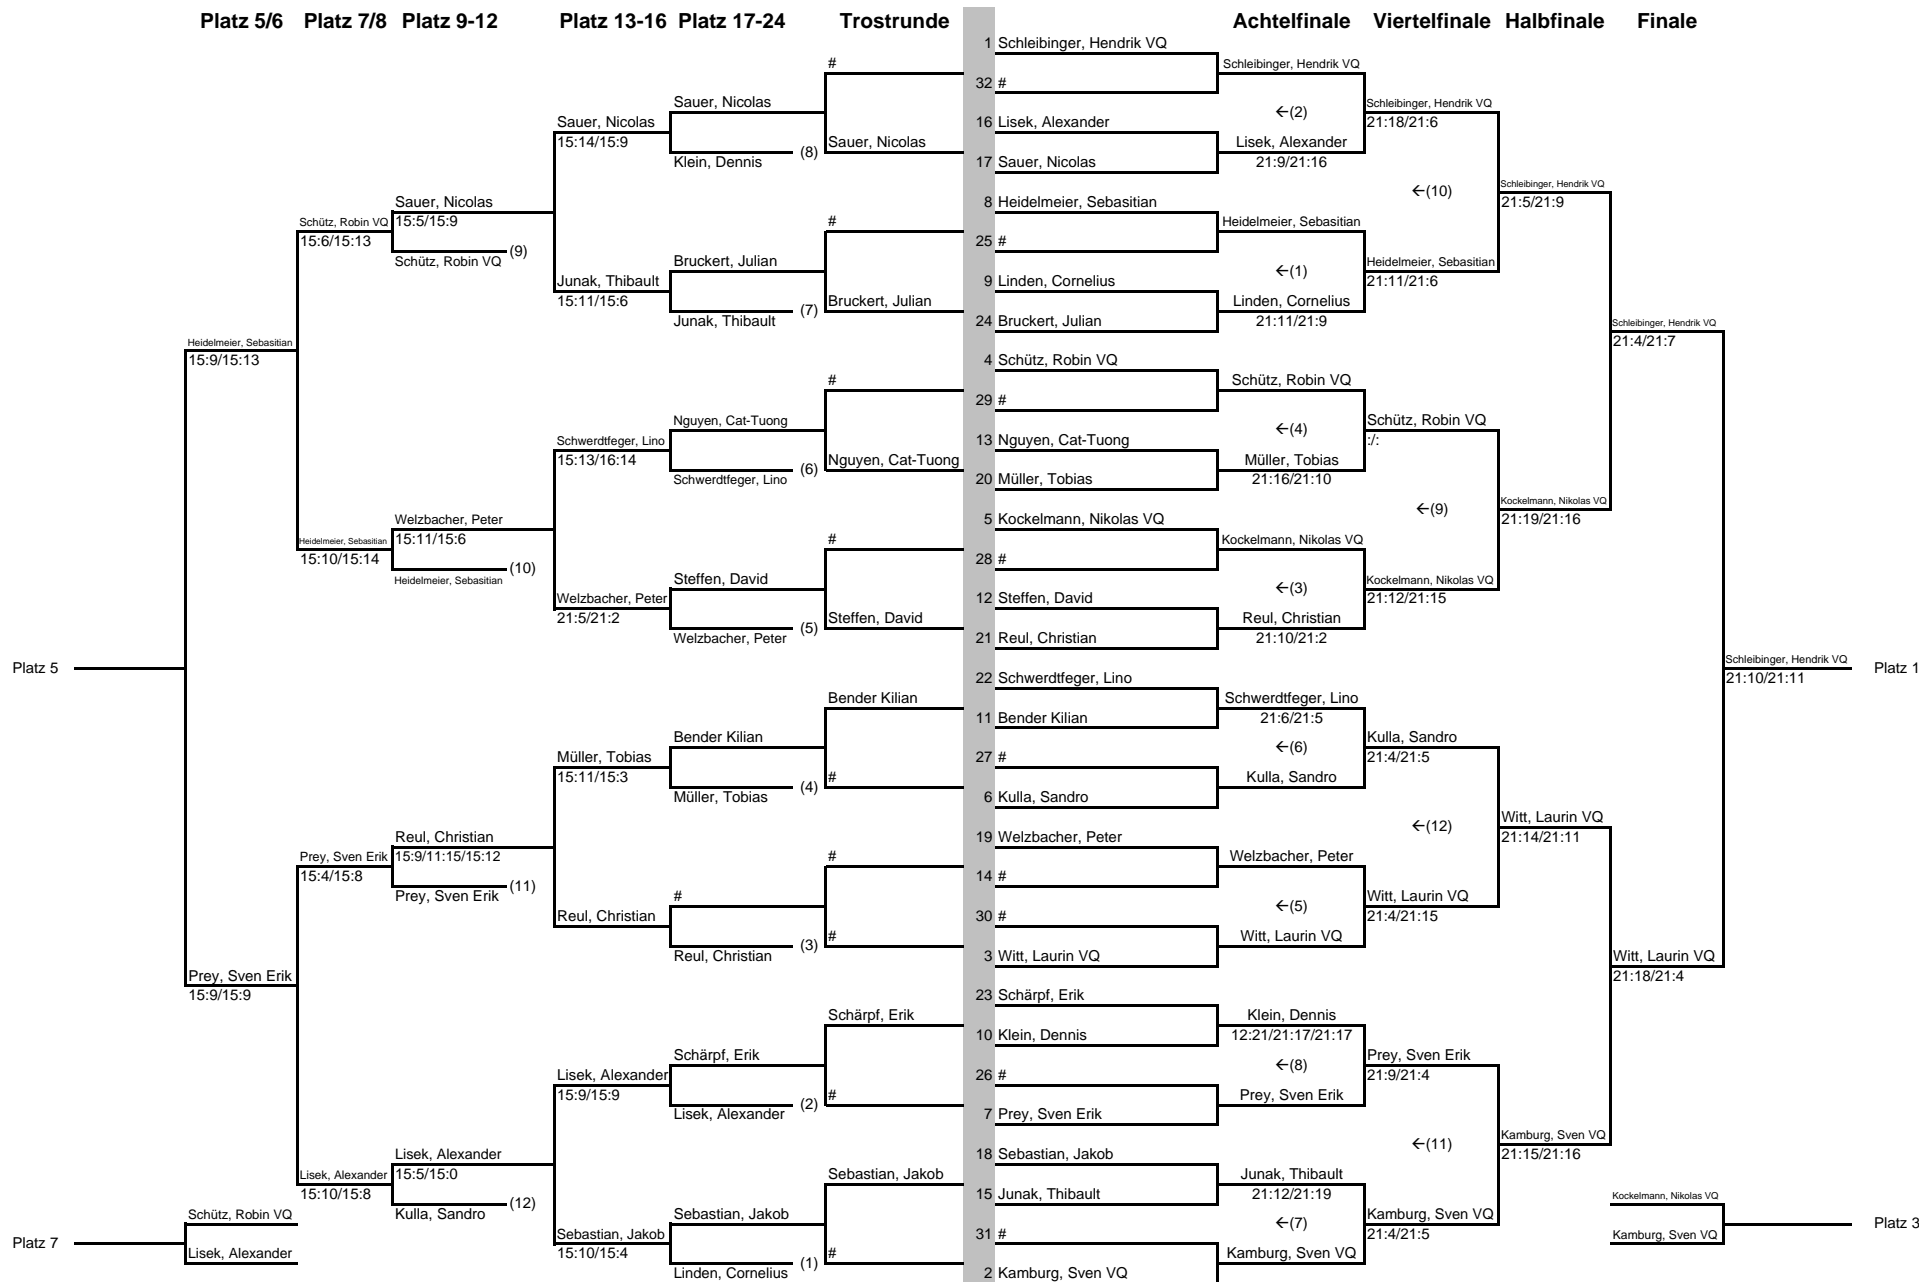 Platz 5/6 Platz 7/8 Platz 9-12 Platz 13-16 Platz 17-24 Trostrunde Achtelfinale Viertelfinale Halbfinale Finale
1 Schleibinger, Hendrik VQ
# Schleibinger, Hendrik VQ
32 #
Sauer, Nicolas ←(2) Schleibinger, Hendrik VQ
Sauer, Nicolas 16 Lisek, Alexander 21:18/21:6
15:14/15:9 Sauer, Nicolas Lisek, Alexander
Klein, Dennis (8) 17 Sauer, Nicolas 21:9/21:16
←(10) Schleibinger, Hendrik VQ
Sauer, Nicolas 8 Heidelmeier, Sebastian 21:5/21:9
Schütz, Robin VQ 15:5/15:9 # Heidelmeier, Sebastian
15:6/15:13 (9) 25 #
Schütz, Robin VQ Bruckert, Julian ←(1) Heidelmeier, Sebastian
Junak, Thibault 9 Linden, Cornelius 21:11/21:6
15:11/15:6 Bruckert, Julian Linden, Cornelius
Junak, Thibault (7) 24 Bruckert, Julian 21:11/21:9
Schleibinger, Hendrik VQ
Heidelmeier, Sebasitian 21:4/21:7
15:9/15:13 4 Schütz, Robin VQ
# Schütz, Robin VQ
29 #
Nguyen, Cat-Tuong ←(4) Schütz, Robin VQ
Schwerdtfeger, Lino 13 Nguyen, Cat-Tuong :/:
15:13/16:14 Nguyen, Cat-Tuong Müller, Tobias
Schwerdtfeger, Lino (6) 20 Müller, Tobias 21:16/21:10
Kockelmann, Nikolas VQ
Welzbacher, Peter 5 Kockelmann, Nikolas VQ ←(9) 21:19/21:16
Heidelmeier, Sebasitian 15:11/15:6 # Kockelmann, Nikolas VQ
15:10/15:14 (10) 28 #
Heidelmeier, Sebasitian Steffen, David ←(3) Kockelmann, Nikolas VQ
Welzbacher, Peter 12 Steffen, David 21:12/21:15
21:5/21:2 Steffen, David Reul, Christian
Welzbacher, Peter (5) 21 Reul, Christian 21:10/21:2
Platz 5 Schleibinger, Hendrik VQ Platz 1
22 Schwerdtfeger, Lino 21:10/21:11
Bender Kilian Schwerdtfeger, Lino
11 Bender Kilian 21:6/21:5
Bender Kilian ←(6) Kulla, Sandro
Müller, Tobias 27 # 21:4/21:5
15:11/15:3 # Kulla, Sandro
Müller, Tobias (4) 6 Kulla, Sandro
Witt, Laurin VQ
Reul, Christian 19 Welzbacher, Peter ←(12) 21:14/21:11
Prey, Sven Erik 15:9/11:15/15:12 # Welzbacher, Peter
15:4/15:8 (11) 14 #
Prey, Sven Erik # ←(5) Witt, Laurin VQ
Reul, Christian 30 # 21:4/21:15
# Witt, Laurin VQ
Reul, Christian (3) 3 Witt, Laurin VQ Witt, Laurin VQ
Prey, Sven Erik 21:18/21:4
15:9/15:9 23 Schärpf, Erik
Schärpf, Erik Klein, Dennis
10 Klein, Dennis 12:21/21:17/21:17
Schärpf, Erik ←(8) Prey, Sven Erik
Lisek, Alexander 26 # 21:9/21:4
15:9/15:9 # Prey, Sven Erik
Lisek, Alexander (2) 7 Prey, Sven Erik
Kamburg, Sven VQ
Lisek, Alexander 18 Sebastian, Jakob ←(11) 21:15/21:16
Lisek, Alexander 15:5/15:0 Sebastian, Jakob Junak, Thibault
15:10/15:8 (12) 15 Junak, Thibault 21:12/21:19 Kockelmann, Nikolas VQ
Schütz, Robin VQ Kulla, Sandro Sebastian, Jakob ←(7) Kamburg, Sven VQ Platz 3
Platz 7 Sebastian, Jakob 31 # 21:4/21:5 Kamburg, Sven VQ
Lisek, Alexander 15:10/15:4 # Kamburg, Sven VQ
Linden, Cornelius (1) 2 Kamburg, Sven VQ